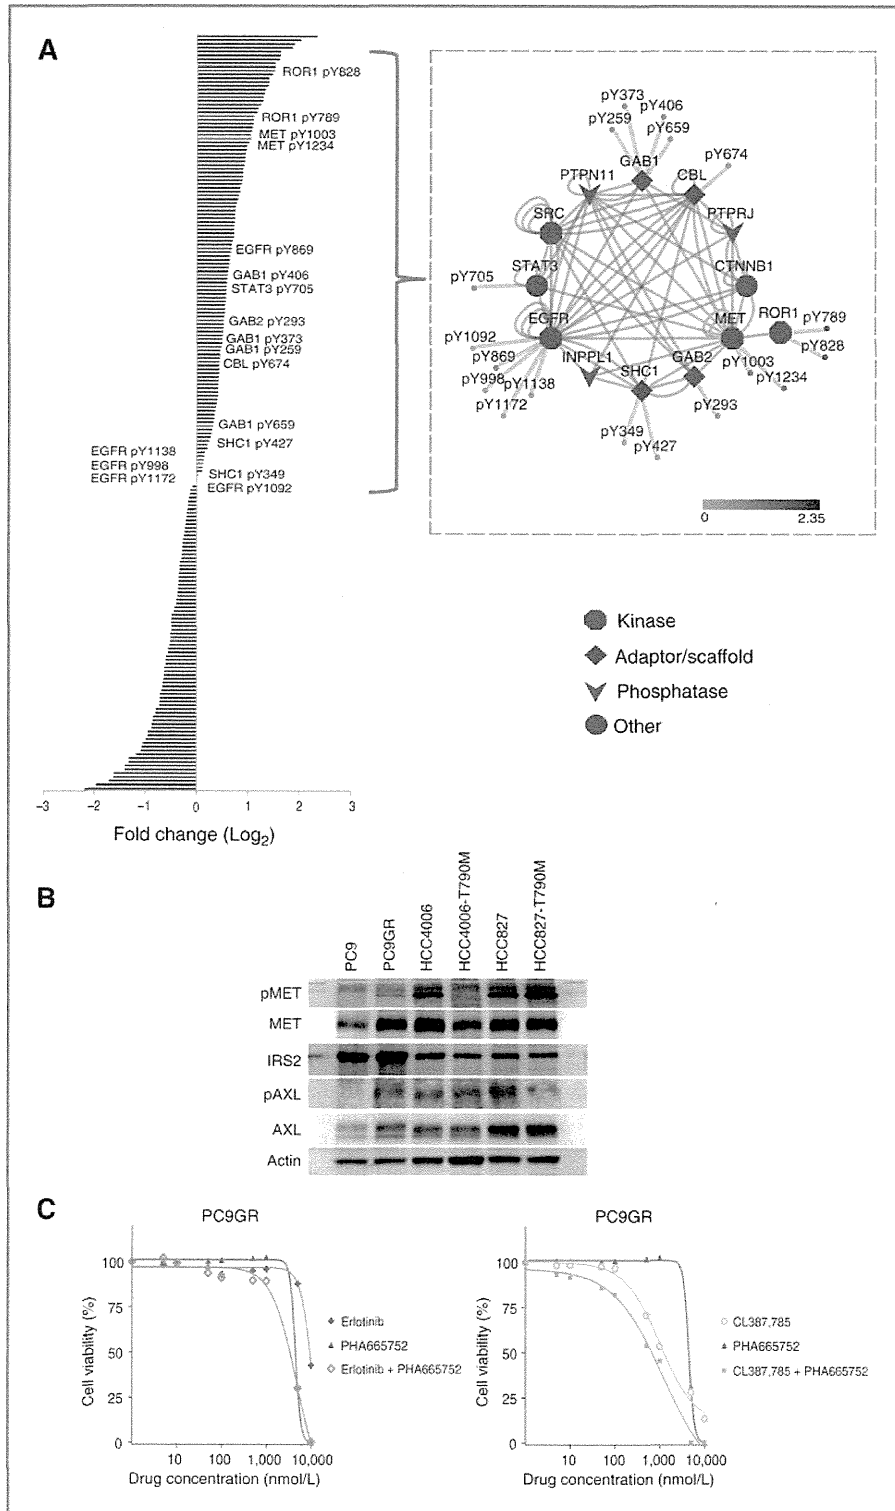 A
ROR1 pY828
ROR1 pY789
MET pY1003
MET pY1234
EGFR pY869
GAB1 pY406
STAT3 pY705
GAB2 pY293
GAB1 pY373
GAB1 pY259
CBL pY674
GAB1 pY659
SHC1 pY427
EGFR pY1138
EGFR pY998
EGFR pY1172
SHC1 pY349
EGFR pY1092
−3 −2 −1 0 1 2 3
Fold change (Log2)
pY373
pY406
pY259
pY659
GAB1
pY674
PTPN11
CBL
SRC
PTPRJ
STAT3
CTNNB1
pY705
EGFR
MET
ROR1
pY789
pY828
pY1092
pY869
INPPL1
pY1003
pY998
pY1138
SHC1
GAB2
pY1234
pY1172
pY293
pY349
pY427
0 2.35
Kinase
Adaptor/scaffold
Phosphatase
Other
B
PC9
PC9GR
HCC4006
HCC4006-T790M
HCC827
HCC827-T790M
pMET
MET
IRS2
pAXL
AXL
Actin
C
PC9GR
Cell viability (%)
100
75
50
25
0
10 100 1,000 10,000
Drug concentration (nmol/L)
Erlotinib
PHA665752
Erlotinib + PHA665752
PC9GR
Cell viability (%)
100
75
50
25
0
10 100 1,000 10,000
Drug concentration (nmol/L)
CL387,785
PHA665752
CL387,785 + PHA665752